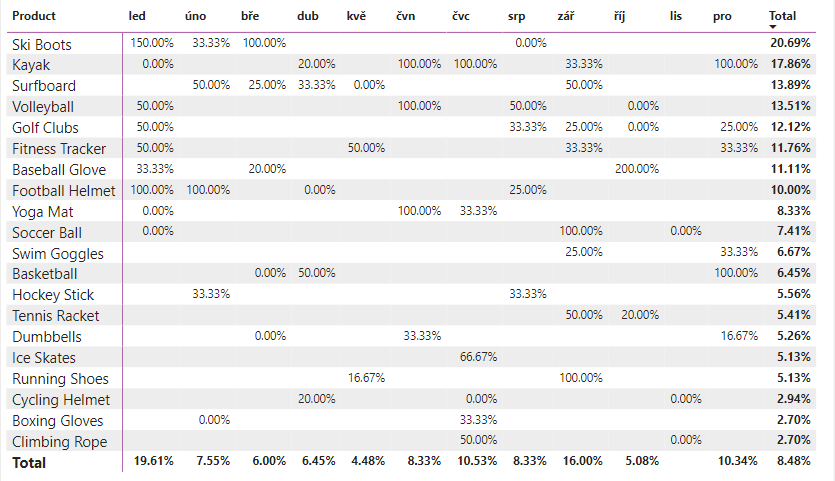 Product led úno bře dub kvě čvn čvc srp zář říj lis pro Total
Ski Boots 150.00% 33.33% 100.00% 0.00% 20.69%
Kayak 0.00% 20.00% 100.00% 100.00% 33.33% 100.00% 17.86%
Surfboard 50.00% 25.00% 33.33% 0.00% 50.00% 13.89%
Volleyball 50.00% 100.00% 50.00% 0.00% 13.51%
Golf Clubs 50.00% 33.33% 25.00% 0.00% 25.00% 12.12%
Fitness Tracker 50.00% 50.00% 33.33% 33.33% 11.76%
Baseball Glove 33.33% 20.00% 200.00% 11.11%
Football Helmet 100.00% 100.00% 0.00% 25.00% 10.00%
Yoga Mat 0.00% 100.00% 33.33% 8.33%
Soccer Ball 0.00% 100.00% 0.00% 7.41%
Swim Goggles 25.00% 33.33% 6.67%
Basketball 0.00% 50.00% 100.00% 6.45%
Hockey Stick 33.33% 33.33% 5.56%
Tennis Racket 50.00% 20.00% 5.41%
Dumbbells 0.00% 33.33% 16.67% 5.26%
Ice Skates 66.67% 5.13%
Running Shoes 16.67% 100.00% 5.13%
Cycling Helmet 20.00% 0.00% 0.00% 2.94%
Boxing Gloves 0.00% 33.33% 2.70%
Climbing Rope 50.00% 0.00% 2.70%
Total 19.61% 7.55% 6.00% 6.45% 4.48% 8.33% 10.53% 8.33% 16.00% 5.08% 10.34% 8.48%